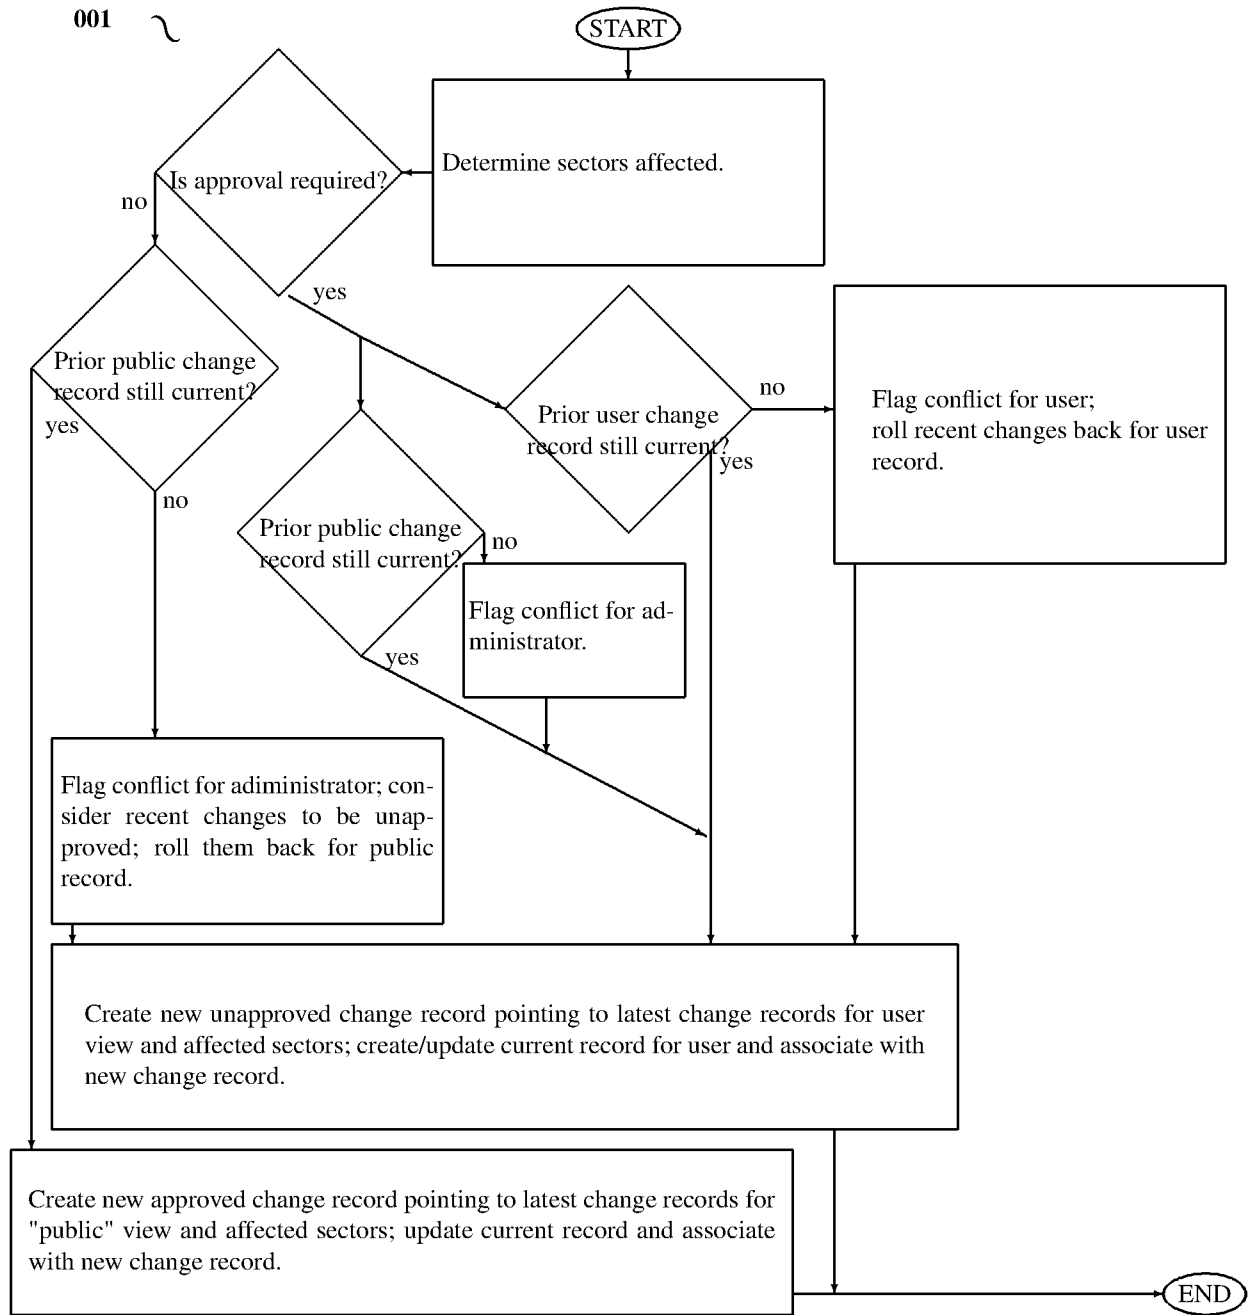 001
START
Determine sectors affected.
Is approval required?
no
yes
Prior public change
record still current?
yes
no
Prior user change
record still current?
no
yes
Flag conflict for user;
roll recent changes back for user
record.
Prior public change
record still current?
no
yes
Flag conflict for ad-
ministrator.
Flag conflict for adiministrator; con-
sider recent changes to be unap-
proved; roll them back for public
record.
Create new unapproved change record pointing to latest change records for user
view and affected sectors; create/update current record for user and associate with
new change record.
Create new approved change record pointing to latest change records for
"public" view and affected sectors; update current record and associate
with new change record.
END